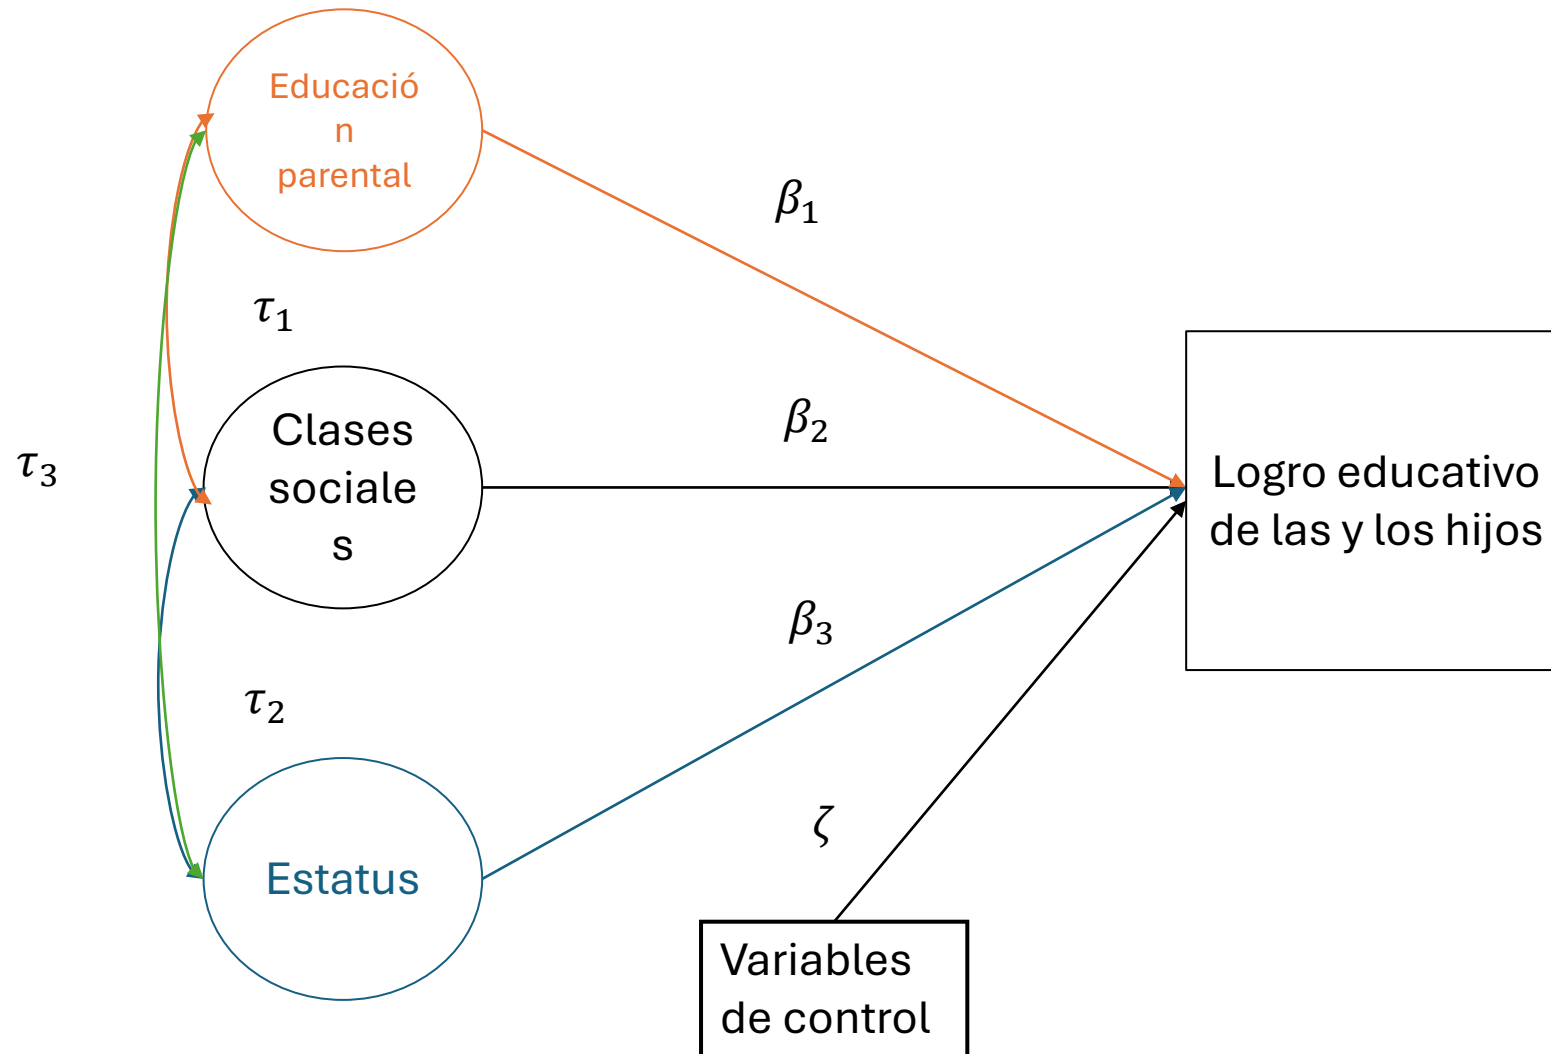 Educació
n
parental
β₁
τ₁
Clases
sociale
s
β₂
τ₃
Logro educativo
de las y los hijos
β₃
τ₂
ζ
Estatus
Variables
de control